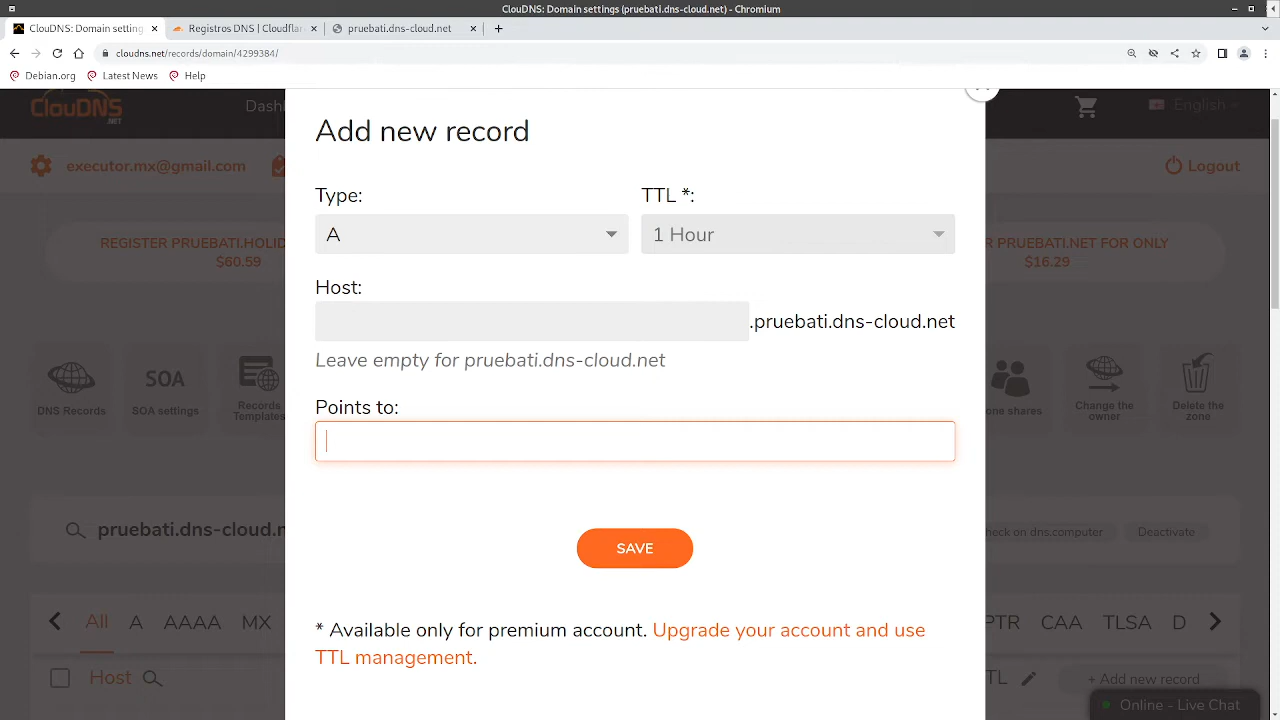 ClouDNS: Domain settings (pruebati.dns-cloud.net) - Chromium
ClouDNS: Domain setting
Registros DNS | Cloudflar
pruebati.dns-cloud.net
cloudns.net/records/domain/4299384/
Debian.org
Latest News
Help
ClouDNS
.NET
Dash
English
Add new record
executor.mx@gmail.com
Logout
Type:
TTL *:
A
1 Hour
REGISTER PRUEBATI.HOLID
$60.59
R PRUEBATI.NET FOR ONLY
$16.29
Host:
.pruebati.dns-cloud.net
Leave empty for pruebati.dns-cloud.net
DNS Records
SOA
SOA settings
Records
Templates
one shares
Change the
owner
Delete the
zone
Points to:
pruebati.dns-cloud.n
heck on dns.computer
Deactivate
SAVE
All
A
AAAA
MX
PTR
CAA
TLSA
D
* Available only for premium account. Upgrade your account and use
TTL management.
Host
TL
+ Add new record
Online - Live Chat